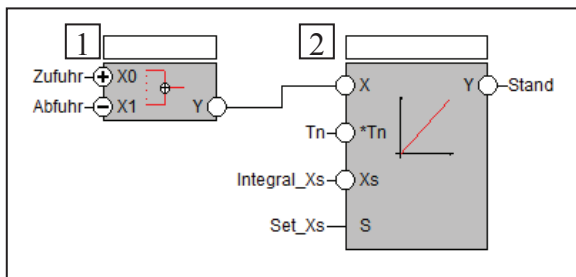 1
2
Zufuhr + X0
Abfuhr − X1 Y
X Y Stand
Tn *Tn
Integral_Xs Xs
Set_Xs S